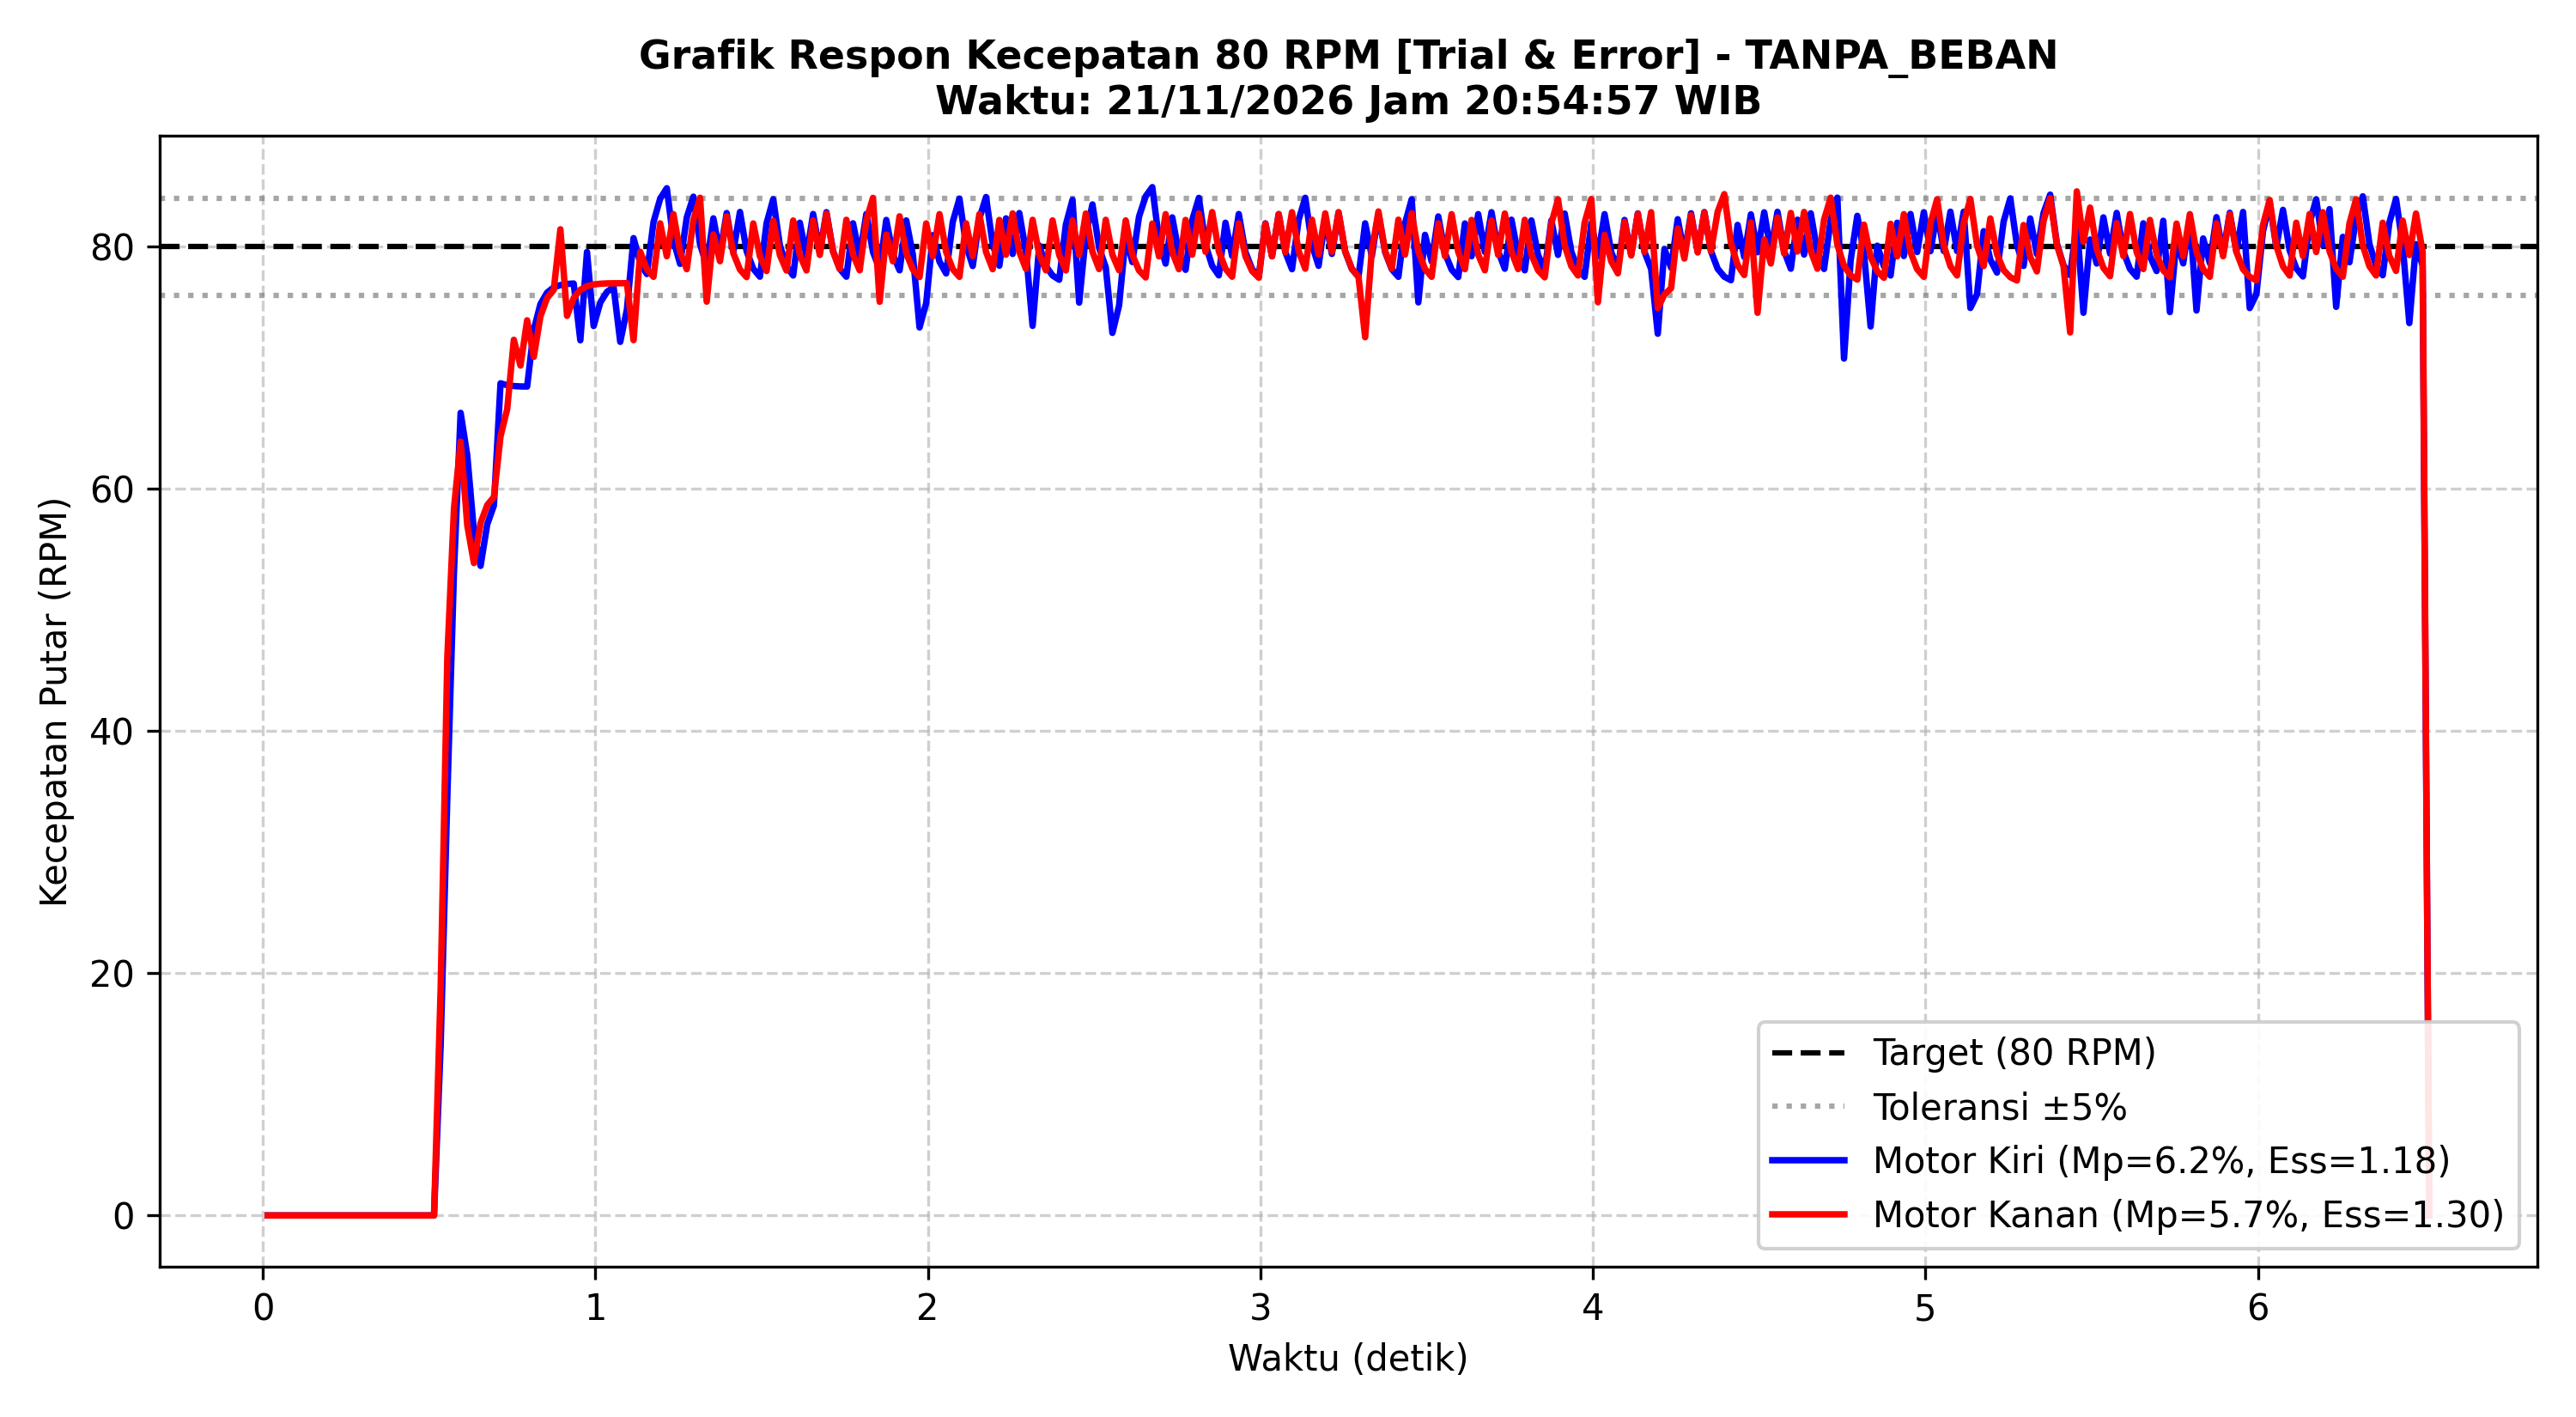 Grafik Respon Kecepatan 80 RPM [Trial & Error] - TANPA_BEBAN
Waktu: 21/11/2026 Jam 20:54:57 WIB
Kecepatan Putar (RPM)
80
60
40
20
0
0 1 2 3 4 5 6
Waktu (detik)
Target (80 RPM)
Toleransi ±5%
Motor Kiri (Mp=6.2%, Ess=1.18)
Motor Kanan (Mp=5.7%, Ess=1.30)